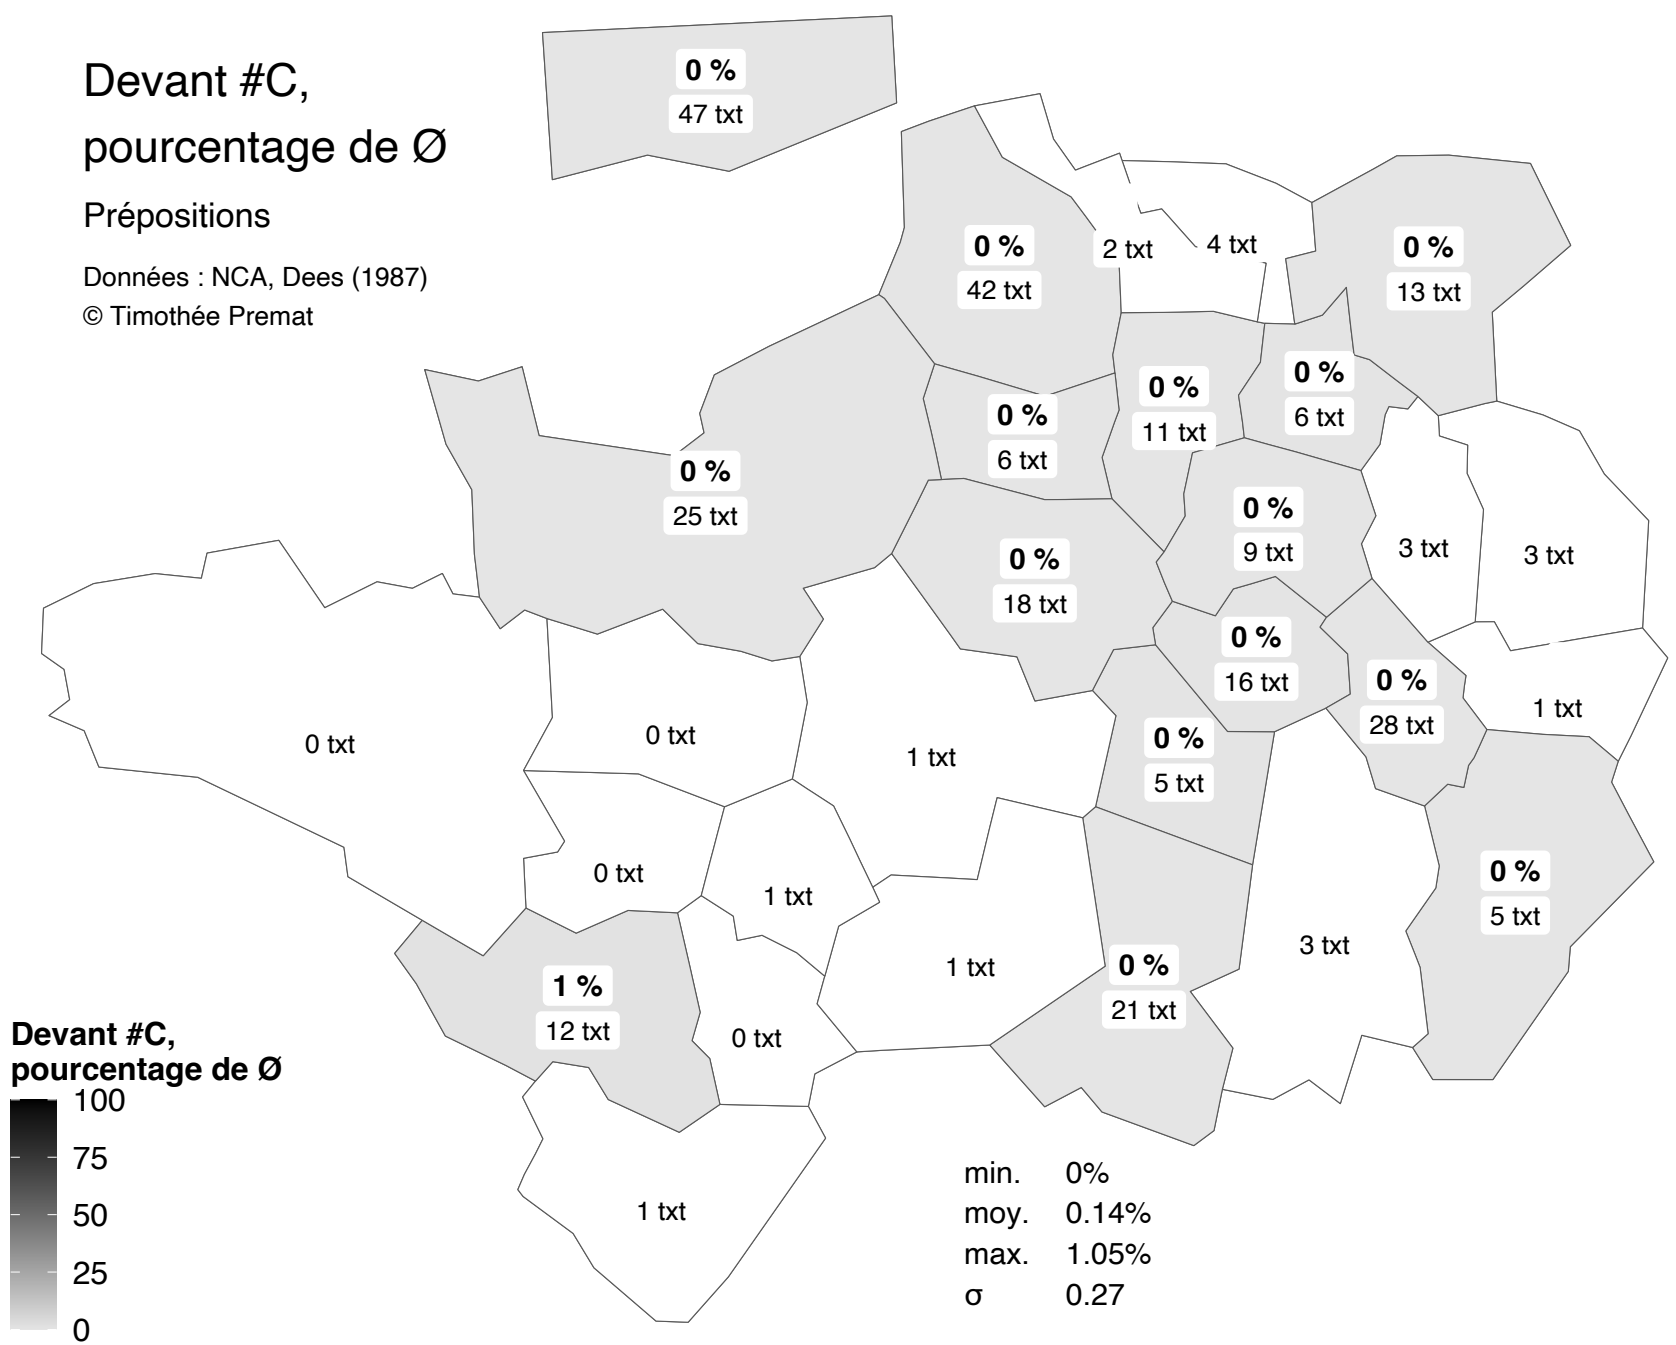 Devant #C,
pourcentage de Ø
Prépositions
Données : NCA, Dees (1987)
© Timothée Premat
0 %
47 txt
0 %
42 txt
2 txt
4 txt
0 %
13 txt
0 %
25 txt
0 %
6 txt
0 %
11 txt
0 %
6 txt
0 %
18 txt
0 %
9 txt
3 txt
3 txt
0 %
16 txt
0 %
28 txt
1 txt
0 txt
0 txt
1 txt
0 %
5 txt
0 txt
1 txt
0 %
5 txt
1 %
12 txt
0 txt
1 txt
0 %
21 txt
3 txt
1 txt
Devant #C,
pourcentage de Ø
100
75
50
25
0
min. 0%
moy. 0.14%
max. 1.05%
σ 0.27